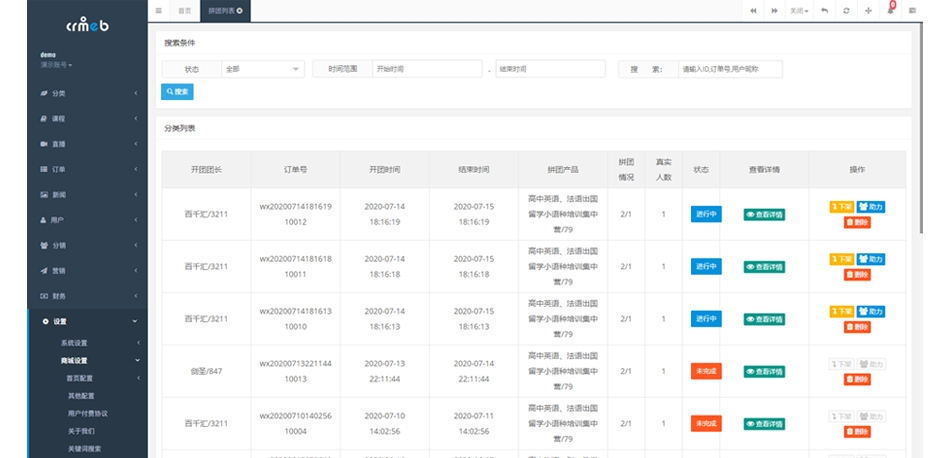 crmeb
demo
演示账号
分类
课程
直播
订单
新闻
用户
分销
营销
财务
设置
系统设置
商城设置
首页配置
其他配置
用户付费协议
关于我们
关键词搜索
首页
拼团列表
关闭
0
搜索条件
状态
全部
时间范围
开始时间
-
结束时间
搜 索:
请输入ID,订单号,用户昵称
搜索
分类列表
开团团长 订单号 开团时间 结束时间 拼团产品 拼团情况 真实人数 状态 查看详情 操作
百千汇/3211 wx2020071418161910012 2020-07-14 18:16:19 2020-07-15 18:16:19 高中英语、法语出国留学小语种培训集中营/79 2/1 1 进行中 查看详情 下架 助力 删除
百千汇/3211 wx2020071418161810011 2020-07-14 18:16:18 2020-07-15 18:16:18 高中英语、法语出国留学小语种培训集中营/79 2/1 1 进行中 查看详情 下架 助力 删除
百千汇/3211 wx2020071418161310010 2020-07-14 18:16:13 2020-07-15 18:16:13 高中英语、法语出国留学小语种培训集中营/79 2/1 1 进行中 查看详情 下架 助力 删除
剑圣/847 wx2020071322114410013 2020-07-13 22:11:44 2020-07-14 22:11:44 高中英语、法语出国留学小语种培训集中营/79 2/1 1 未完成 查看详情 下架 助力 删除
百千汇/3211 wx2020071014025610004 2020-07-10 14:02:56 2020-07-11 14:02:56 高中英语、法语出国留学小语种培训集中营/79 2/1 1 未完成 查看详情 下架 助力 删除